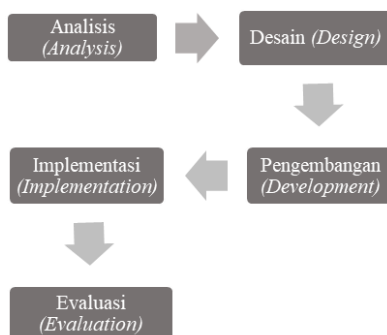 Analisis
(Analysis)
Desain (Design)
Pengembangan
(Development)
Implementasi
(Implementation)
Evaluasi
(Evaluation)